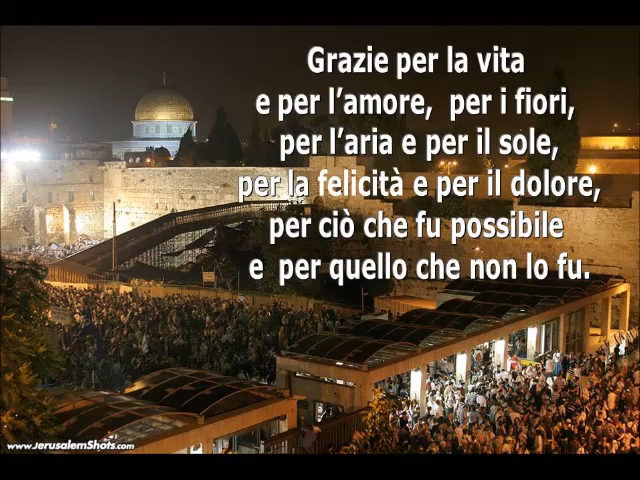 Grazie per la vita
e per l’amore, per i fiori,
per l’aria e per il sole,
per la felicità e per il dolore,
per ciò che fu possibile
e per quello che non lo fu.
www.JerusalemShots.com